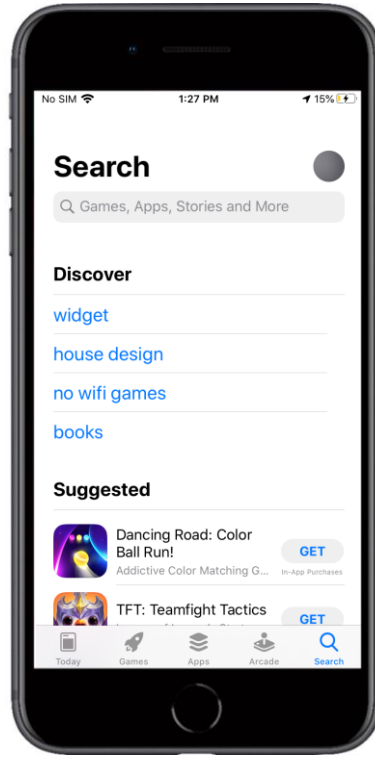 No SIM 1:27 PM 15%
Search
Games, Apps, Stories and More
Discover
widget
house design
no wifi games
books
Suggested
Dancing Road: Color
Ball Run!
GET
Addictive Color Matching G...
In-App Purchases
TFT: Teamfight Tactics
GET
Today Games Apps Arcade Search